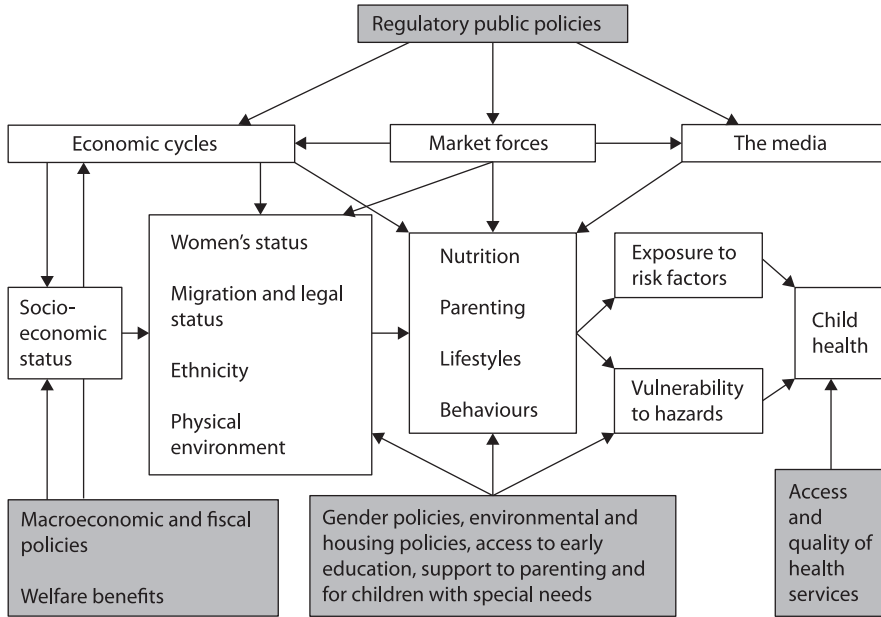 Regulatory public policies
Economic cycles
Market forces
The media
Women’s status
Migration and legal
status
Ethnicity
Physical
environment
Nutrition
Parenting
Lifestyles
Behaviours
Exposure to
risk factors
Vulnerability
to hazards
Child
health
Socio-
economic
status
Macroeconomic and fiscal
policies
Welfare benefits
Gender policies, environmental and
housing policies, access to early
education, support to parenting and
for children with special needs
Access
and
quality of
health
services